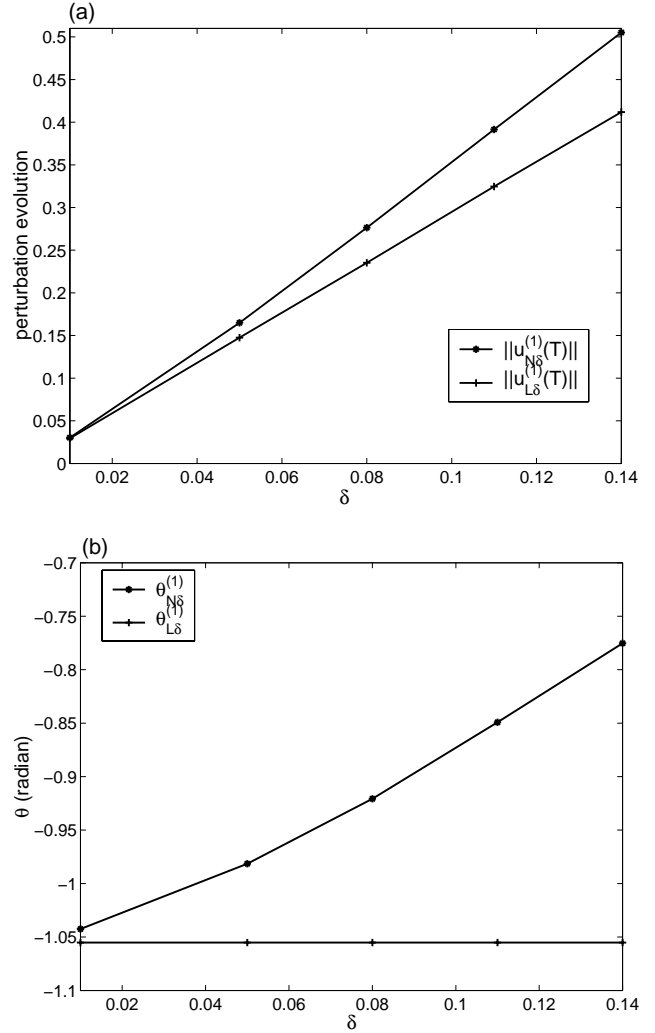 (a)
0.5
0.45
0.4
0.35
0.3
0.25
0.2
0.15
0.1
0.05
0
perturbation evolution
||u_{Nδ}^{(1)}(T)||
||u_{Lδ}^{(1)}(T)||
0.02 0.04 0.06 0.08 0.1 0.12 0.14
δ
(b)
−0.7
−0.75
−0.8
−0.85
−0.9
−0.95
−1
−1.05
−1.1
θ (radian)
θ_{Nδ}^{(1)}
θ_{Lδ}^{(1)}
0.02 0.04 0.06 0.08 0.1 0.12 0.14
δ